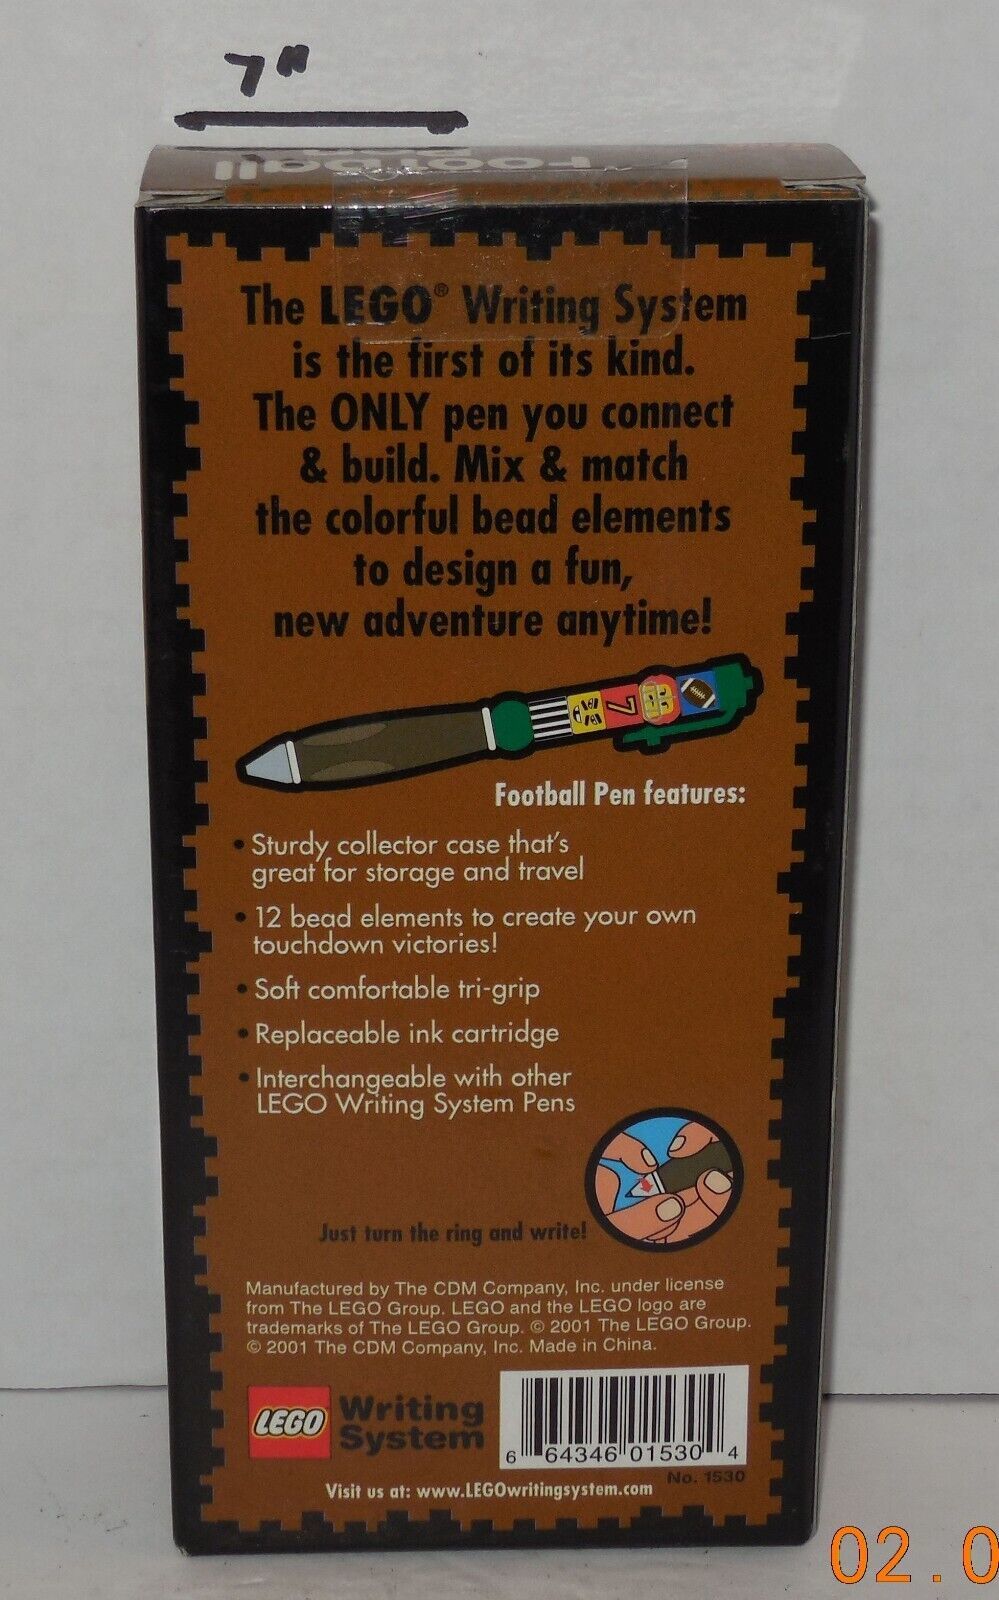 7"
Football
The LEGO® Writing System
is the first of its kind.
The ONLY pen you connect
& build. Mix & match
the colorful bead elements
to design a fun,
new adventure anytime!
7
Football Pen features:
• Sturdy collector case that's
great for storage and travel
• 12 bead elements to create your own
touchdown victories!
• Soft comfortable tri-grip
• Replaceable ink cartridge
• Interchangeable with other
LEGO Writing System Pens
Just turn the ring and write!
Manufactured by The CDM Company, Inc. under license
from The LEGO Group. LEGO and the LEGO logo are
trademarks of The LEGO Group. © 2001 The LEGO Group.
© 2001 The CDM Company, Inc. Made in China.
LEGO Writing
System
6 64346 01530 4
No. 1530
Visit us at: www.LEGOwritingsystem.com
02.0